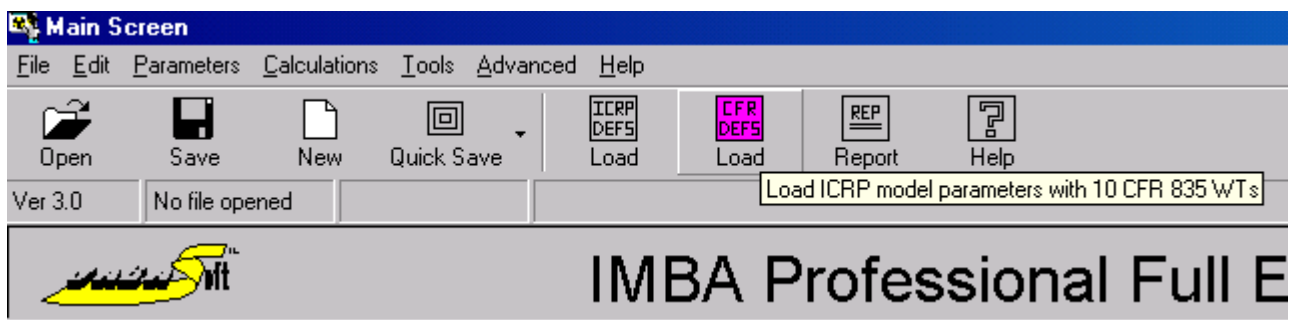 Main Screen
File Edit Parameters Calculations Tools Advanced Help
ICRP DEFS CFR DEFS REP
Open Save New Quick Save Load Load Report Help
Ver 3.0 No file opened Load ICRP model parameters with 10 CFR 835 WTs
IMBA Professional Full E